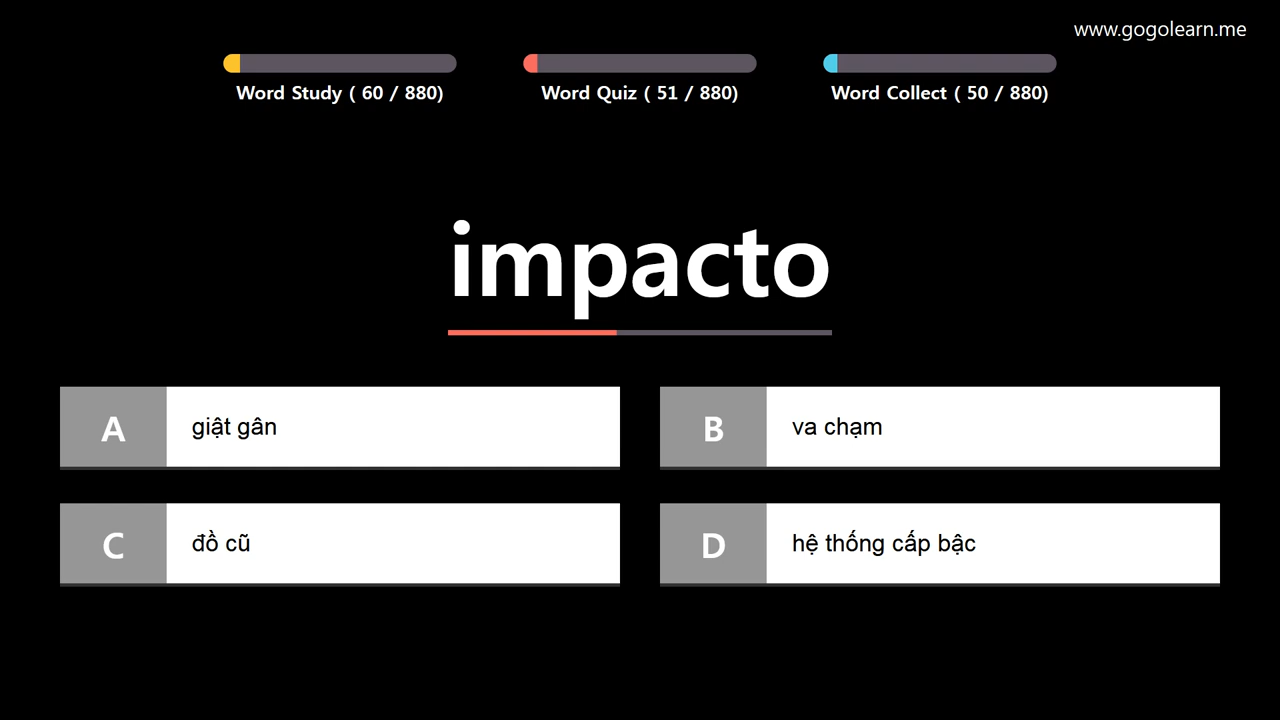 www.gogolearn.me
Word Study ( 60 / 880)
Word Quiz ( 51 / 880)
Word Collect ( 50 / 880)
impacto
A
giật gân
B
va chạm
C
đồ cũ
D
hệ thống cấp bậc